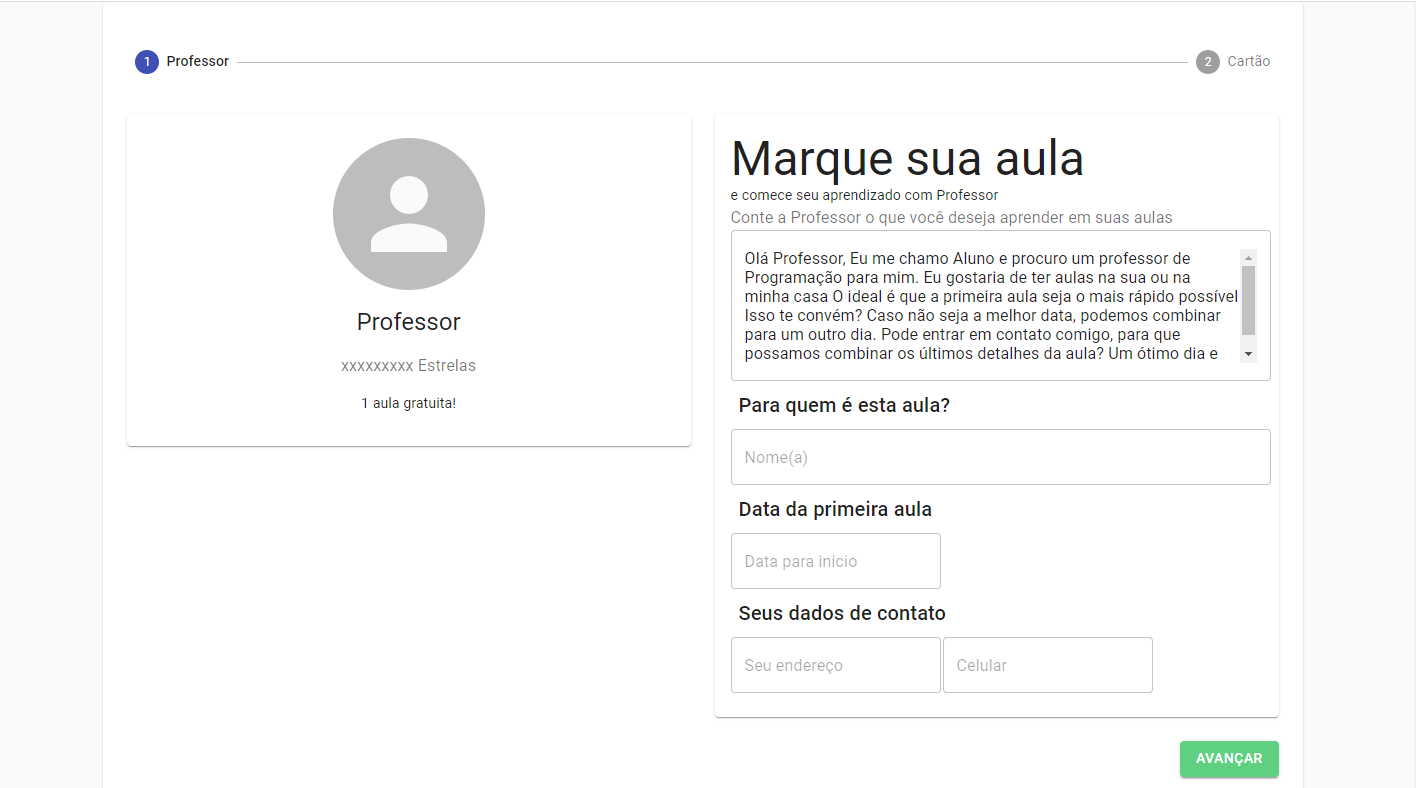 1 Professor
2 Cartão
Professor
xxxxxxxxx Estrelas
1 aula gratuita!
Marque sua aula
e comece seu aprendizado com Professor
Conte a Professor o que você deseja aprender em suas aulas
Olá Professor, Eu me chamo Aluno e procuro um professor de
Programação para mim. Eu gostaria de ter aulas na sua ou na
minha casa O ideal é que a primeira aula seja o mais rápido possível
Isso te convém? Caso não seja a melhor data, podemos combinar
para um outro dia. Pode entrar em contato comigo, para que
possamos combinar os últimos detalhes da aula? Um ótimo dia e
Para quem é esta aula?
Nome(a)
Data da primeira aula
Data para inicio
Seus dados de contato
Seu endereço
Celular
AVANÇAR